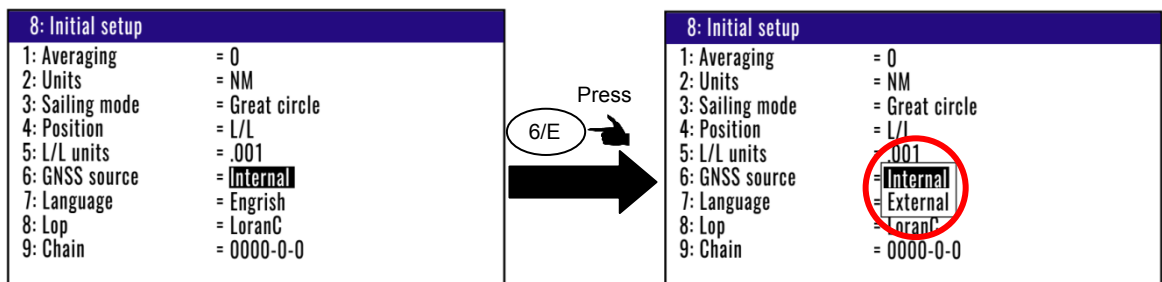 8: Initial setup
1: Averaging = 0
2: Units = NM
3: Sailing mode = Great circle
4: Position = L/L
5: L/L units = .001
6: GNSS source = Internal
7: Language = Engrish
8: Lop = LoranC
9: Chain = 0000-0-0
Press
6/E
8: Initial setup
1: Averaging = 0
2: Units = NM
3: Sailing mode = Great circle
4: Position = L/L
5: L/L units = .001
6: GNSS source = Internal
7: Language = External
8: Lop = LoranC
9: Chain = 0000-0-0